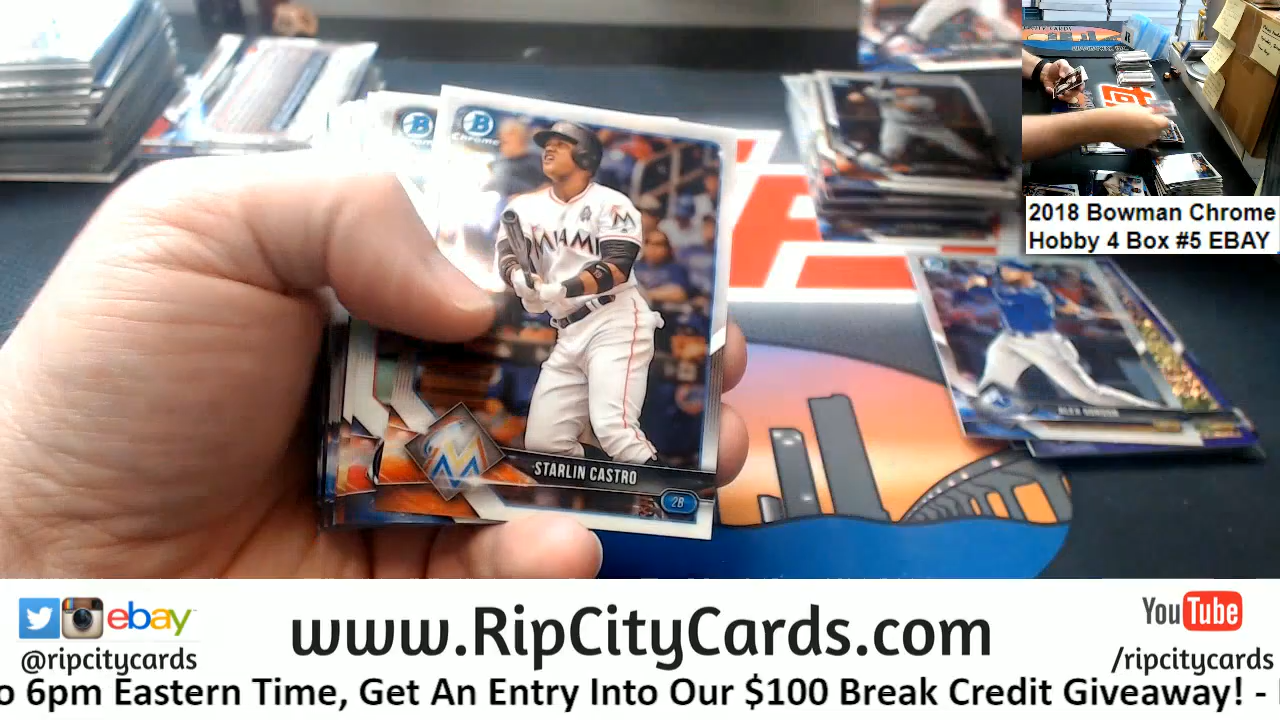 B
CHROME
MIAMI
M
STARLIN CASTRO
2B
ALEX GORDON
2018 Bowman Chrome
Hobby 4 Box #5 EBAY
ebay
@ripcitycards
www.RipCityCards.com
YouTube
/ripcitycards
o 6pm Eastern Time, Get An Entry Into Our $100 Break Credit Giveaway! -